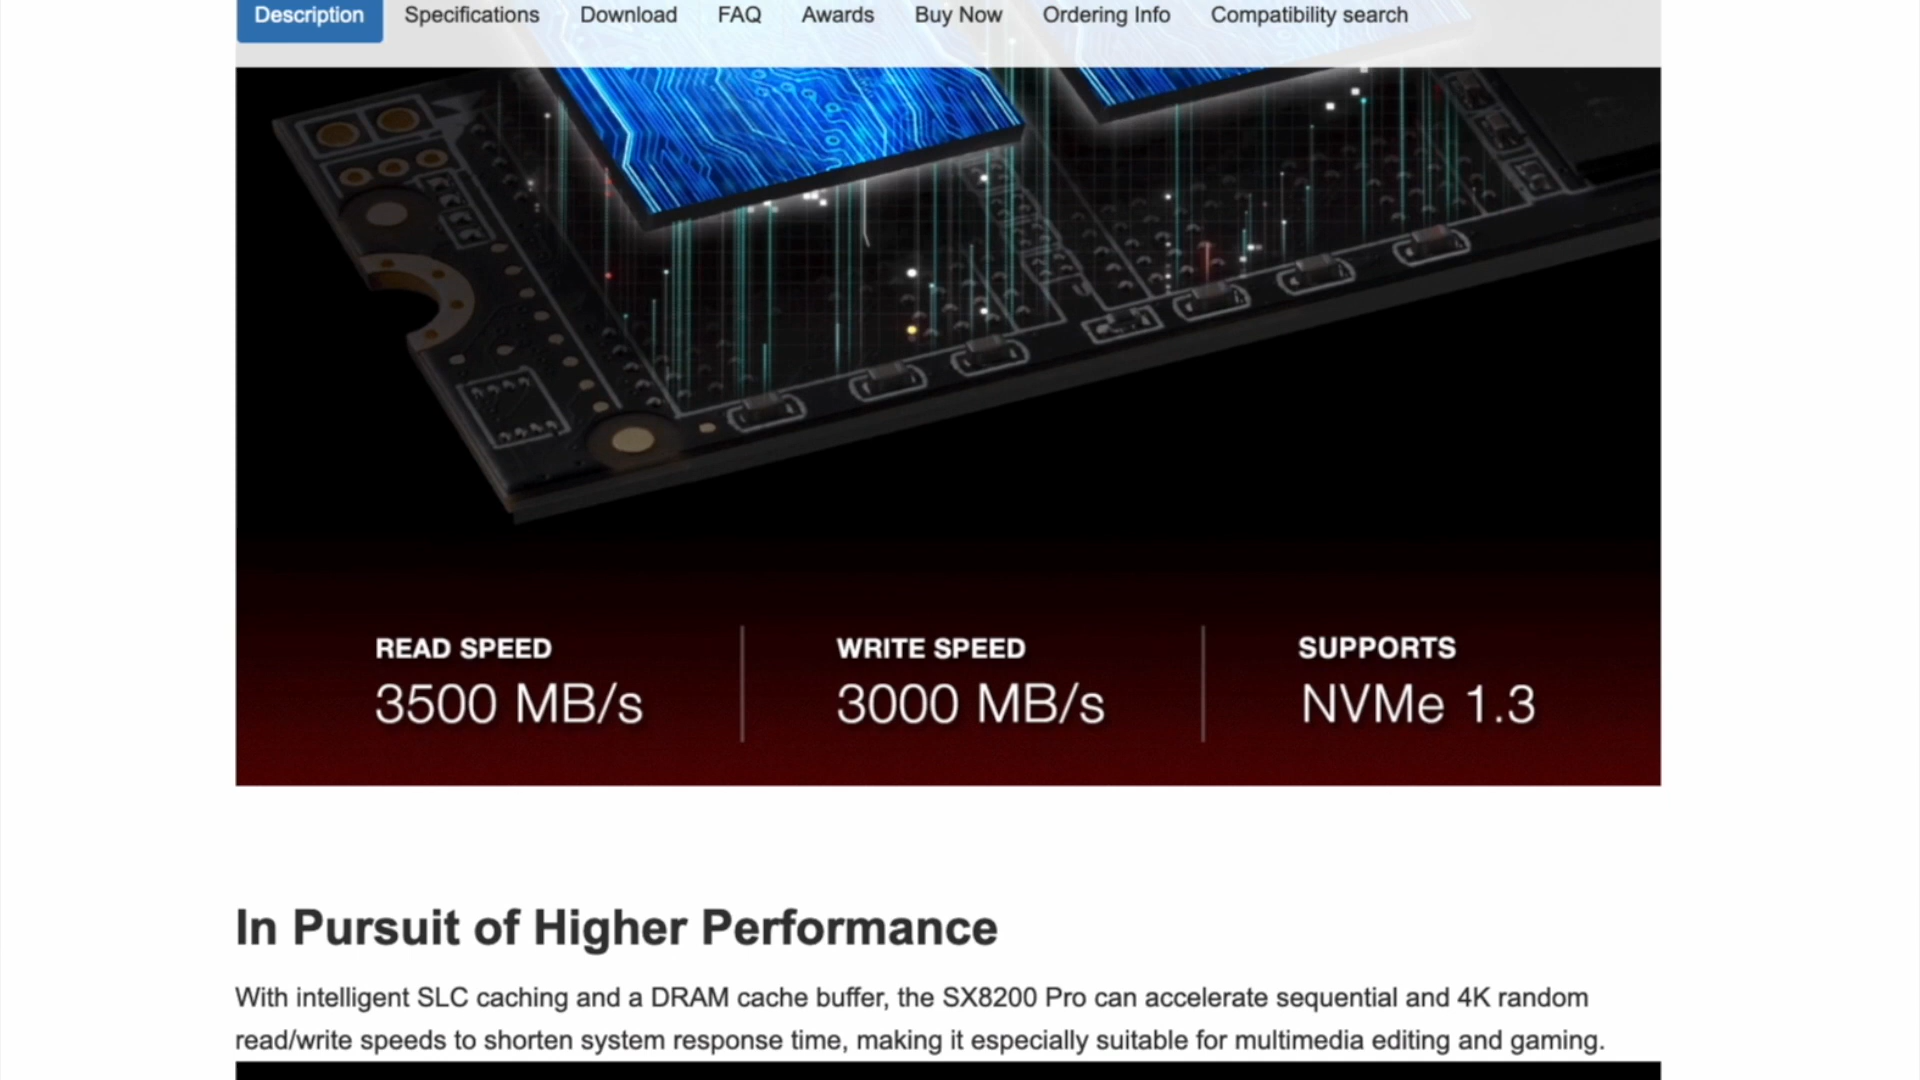 Description Specifications Download FAQ Awards Buy Now Ordering Info Compatibility search
READ SPEED WRITE SPEED SUPPORTS
3500 MB/s 3000 MB/s NVMe 1.3
In Pursuit of Higher Performance
With intelligent SLC caching and a DRAM cache buffer, the SX8200 Pro can accelerate sequential and 4K random
read/write speeds to shorten system response time, making it especially suitable for multimedia editing and gaming.